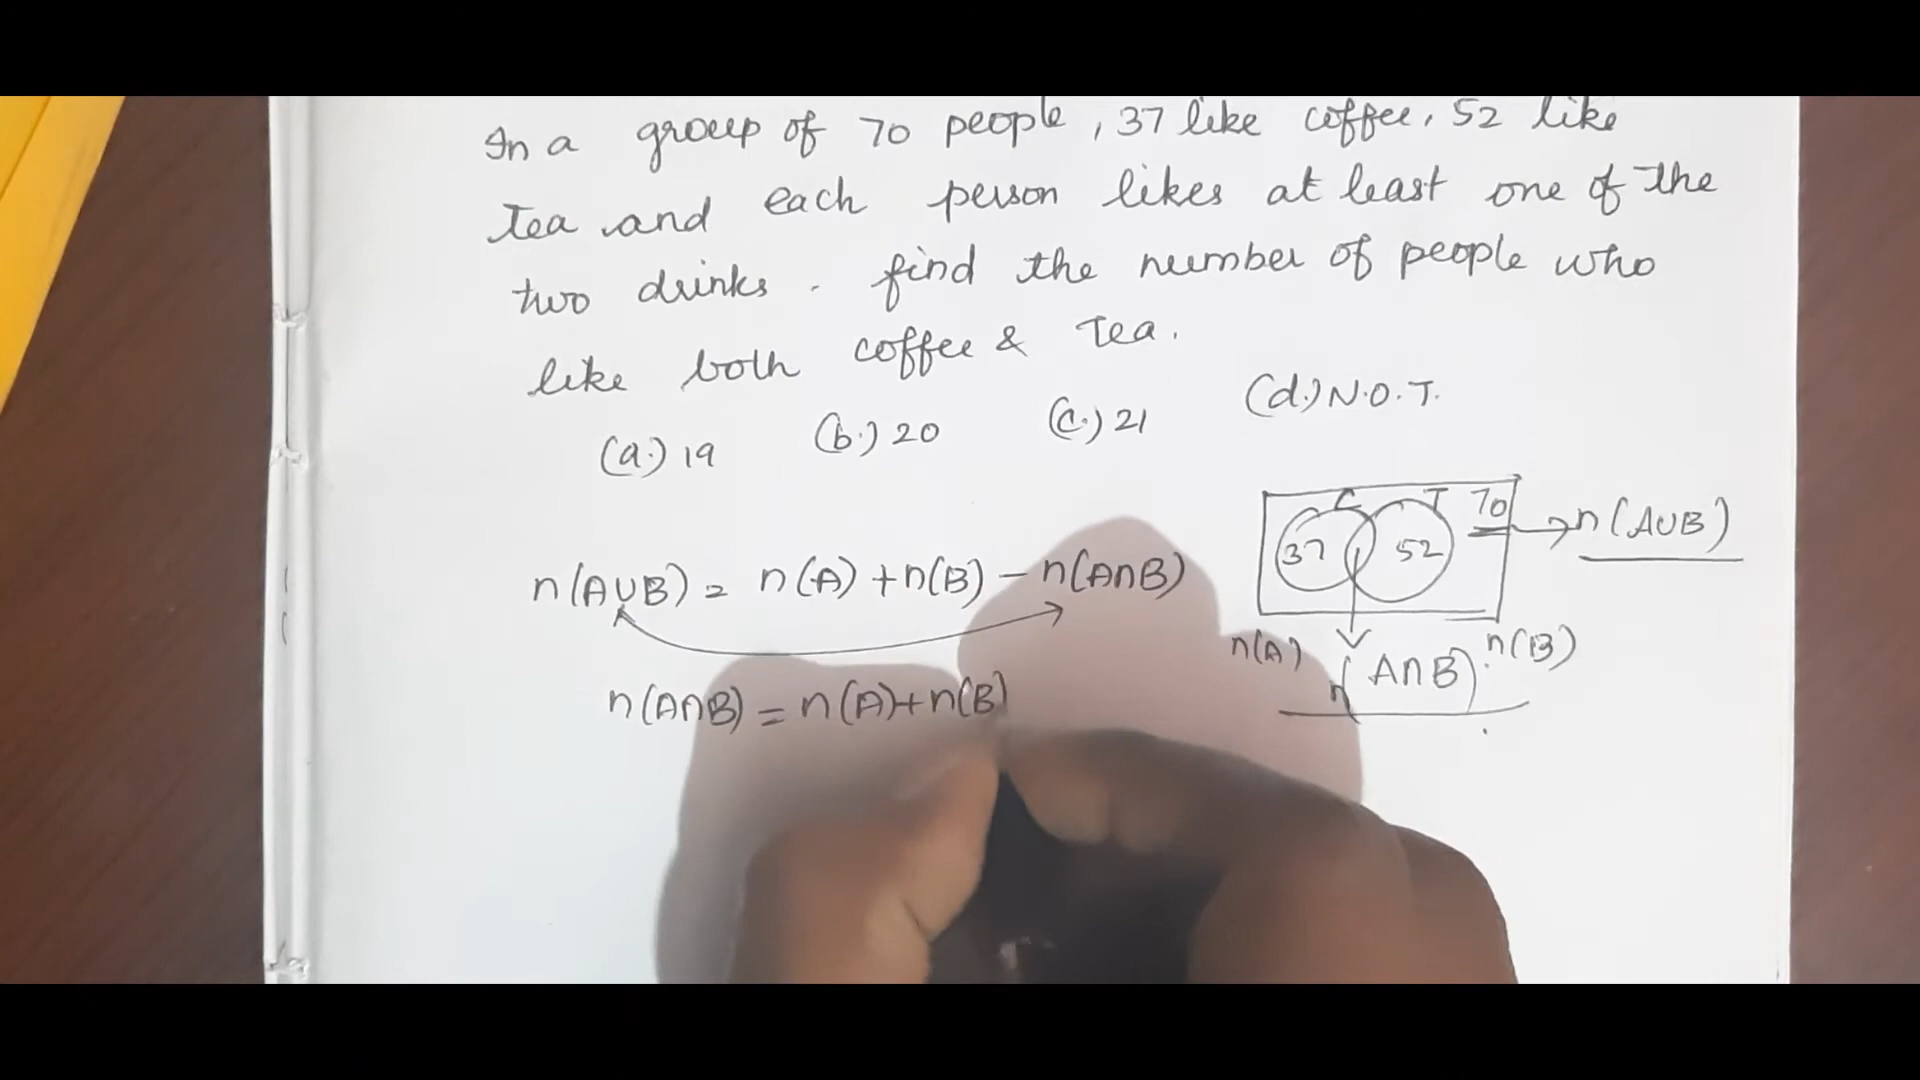 In a group of 70 people, 37 like coffee, 52 like
Tea and each person likes at least one of the
two drinks. find the number of people who
like both coffee & Tea.
(a.) 19 (b.) 20 (c.) 21 (d.) N.O.T.
C T 70 → n(A∪B)
37 52
n(A∪B) = n(A) + n(B) − n(A∩B)
n(A) n(A∩B) n(B)
n(A∩B) = n(A)+n(B)